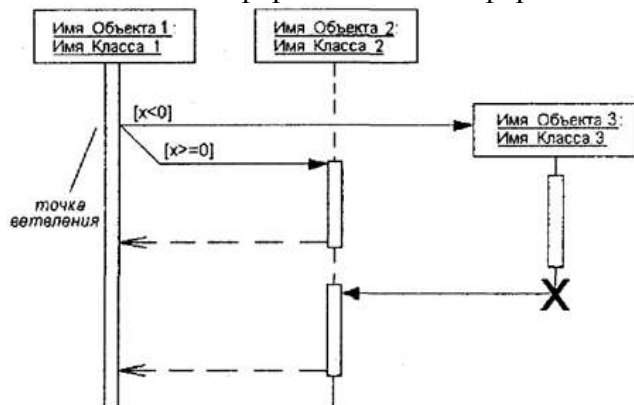 Имя Объекта 1:
Имя Класса 1
Имя Объекта 2:
Имя Класса 2
[x<0]
Имя Объекта 3:
Имя Класса 3
[x>=0]
точка
ветвления
X